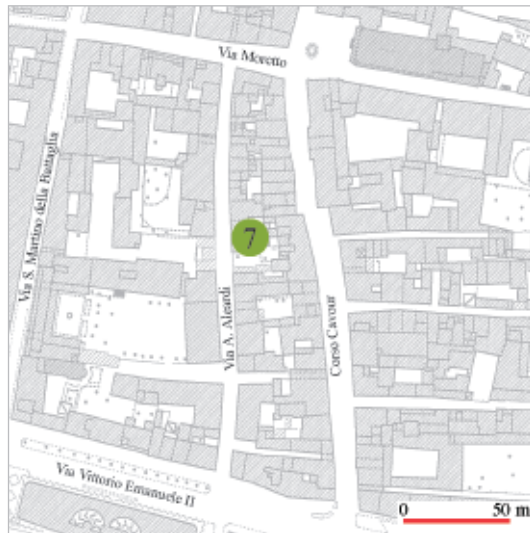 Via Moretto
Via S. Martino della Battaglia
7
Via A. Aleardi
Corso Cavour
Via Vittorio Emanuele II
0 50 m